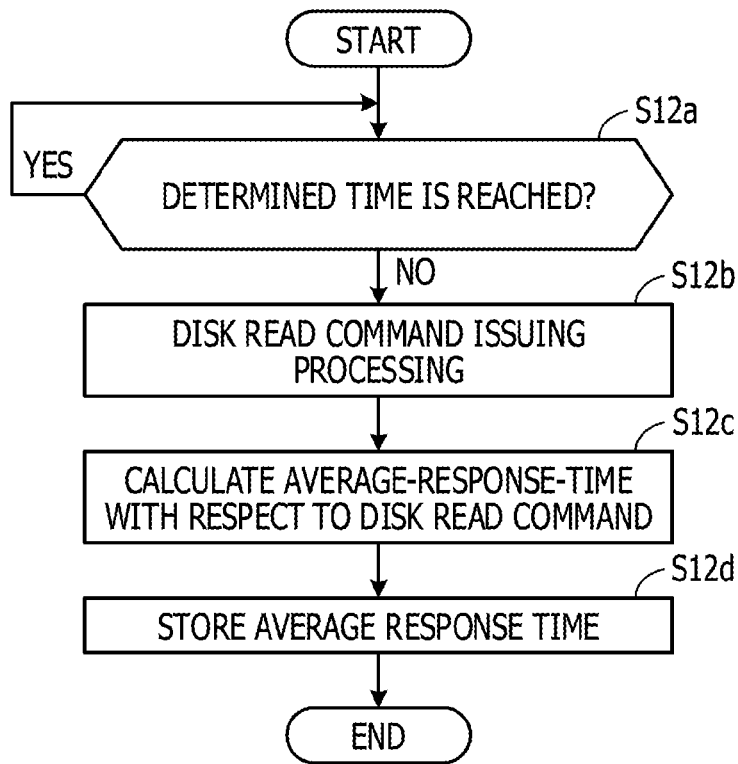 START
S12a
YES
DETERMINED TIME IS REACHED?
NO
S12b
DISK READ COMMAND ISSUING
PROCESSING
S12c
CALCULATE AVERAGE-RESPONSE-TIME
WITH RESPECT TO DISK READ COMMAND
S12d
STORE AVERAGE RESPONSE TIME
END